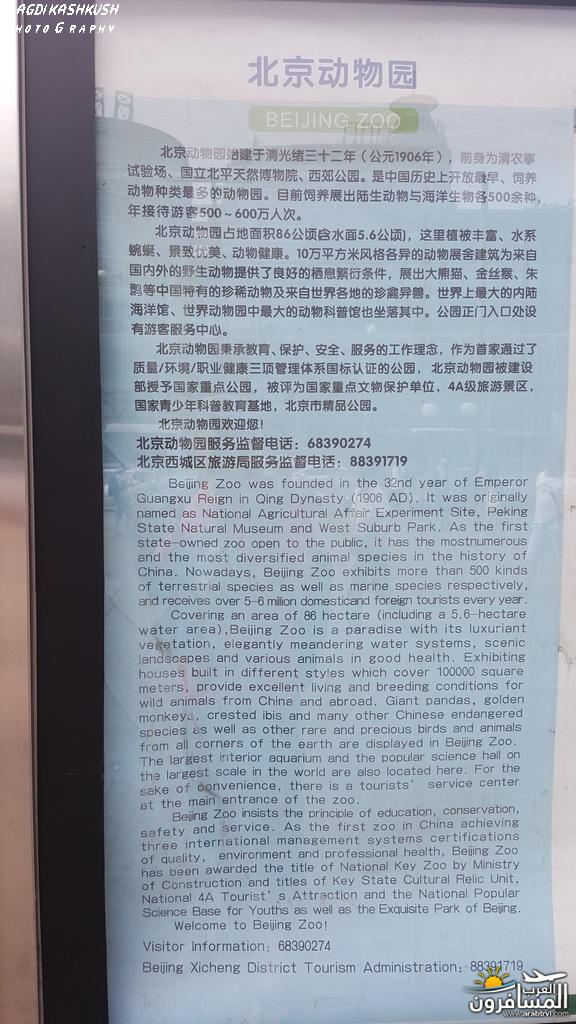 AGDI KASHKUSH
HOTO GRAPHY
北京动物园
BEIJING ZOO
北京动物园始建于清光绪三十二年（公元1906年），前身为清农事
试验场、国立北平天然博物院、西郊公园。是中国历史上开放最早、饲养
动物种类最多的动物园。目前饲养展出陆生动物与海洋生物各500余种，
年接待游客500～600万人次。
北京动物园占地面积86公顷(含水面5.6公顷)，这里植被丰富、水系
蜿蜒、景致优美、动物健康。10万平方米风格各异的动物展舍建筑为来自
国内外的野生动物提供了良好的栖息繁衍条件，展出大熊猫、金丝猴、朱
鹮等中国特有的珍稀动物及来自世界各地的珍禽异兽。世界上最大的内陆
海洋馆、世界动物园中最大的动物科普馆也坐落其中。公园正门入口处设
有游客服务中心。
北京动物园秉承教育、保护、安全、服务的工作理念，作为首家通过了
质量/环境/职业健康三项管理体系国标认证的公园，北京动物园被建设
部授予国家重点公园，被评为国家重点文物保护单位，4A级旅游景区，
国家青少年科普教育基地，北京市精品公园。
北京动物园欢迎您！
北京动物园服务监督电话：68390274
北京西城区旅游局服务监督电话：88391719
Beijing Zoo was founded in the 32nd year of Emperor
Guangxu Reign in Qing Dynasty (1906 AD). It was originally
named as National Agricultural Affair Experiment Site, Peking
State Natural Museum and West Suburb Park. As the first
state-owned zoo open to the public, it has the mostnumerous
and the most diversified animal species in the history of
China. Nowadays, Beijing Zoo exhibits more than 500 kinds
of terrestrial species as well as marine species respectively,
and receives over 5-6 million domesticand foreign tourists every year.
Covering an area of 86 hectare (including a 5.6-hectare
water area),Beijing Zoo is a paradise with its luxuriant
vegetation, elegantly meandering water systems, scenic
landscapes and various animals in good health. Exhibiting
houses built in different styles which cover 100000 square
meters, provide excellent living and breeding conditions for
wild animals from China and abroad. Giant pandas, golden
monkeys, crested ibis and many other Chinese endangered
species as well as other rare and precious birds and animals
from all corners of the earth are displayed in Beijing Zoo.
The largest interior aquarium and the popular science hall on
the largest scale in the world are also located here. For the
sake of convenience, there is a tourists' service center
at the main entrance of the zoo.
Beijing Zoo insists the principle of education, conservation,
safety and service. As the first zoo in China achieving
three international management systems certifications
of quality, environment and professional health, Beijing Zoo
has been awarded the title of National Key Zoo by Ministry
of Construction and titles of Key State Cultural Relic Unit,
National 4A Tourist's Attraction and the National Popular
Science Base for Youths as well as the Exquisite Park of Beijing.
Welcome to Beijing Zoo!
Visitor Information: 68390274
Beijing Xicheng District Tourism Administration: 88391719
العرب
المسافرون
www.arabtrvl.com